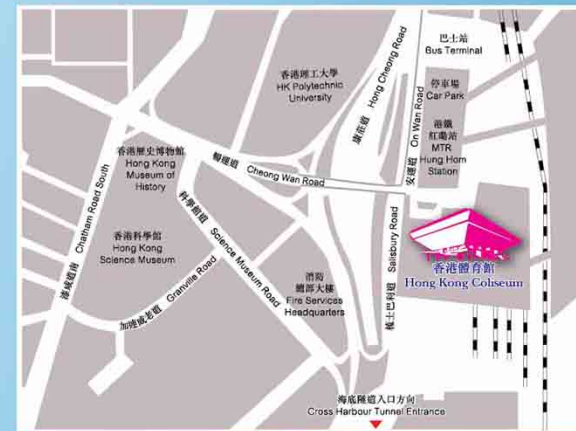 巴士站
Bus Terminal
香港理工大學
HK Polytechnic
University
康莊道 Hong Cheong Road
停車場
Car Park
港鐵
紅磡站
MTR
Hung Hom
Station
安運道 On Wan Road
香港歷史博物館
Hong Kong
Museum of
History
暢運道 Cheong Wan Road
科學館道 Science Museum Road
漆咸道南 Chatham Road South
香港科學館
Hong Kong
Science Museum
加連威老道 Granville Road
消防
總部大樓
Fire Services
Headquarters
梳士巴利道 Salisbury Road
香港體育館
Hong Kong Coliseum
海底隧道入口方向
Cross Harbour Tunnel Entrance